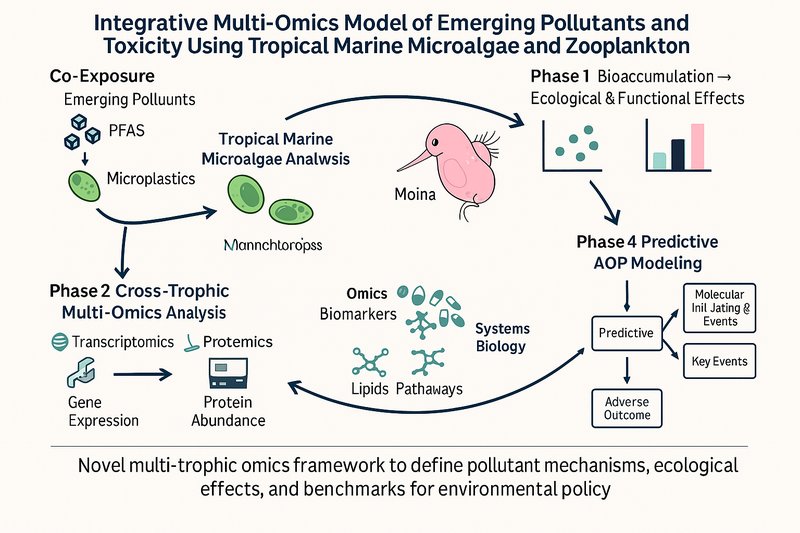 Integrative Multi-Omics Model of Emerging Pollutants and
Toxicity Using Tropical Marine Microalgae and Zooplankton
Co-Exposure
Emerging Polluunts
PFAS
Microplastics
Tropical Marine
Microalgae Analwsis
Mannchtoropss
Moina
Phase 1 Bioaccumulation →
Ecological & Functional Effects
Phase 2 Cross-Trophic
Multi-Omics Analysis
Transcriptomics
Protemics
Gene
Expression
Protein
Abundance
Omics
Biomarkers
Systems
Biology
Lipids Pathaways
Phase 4 Predictive
AOP Modeling
Predictive
Molecular
Inil Jating @
Events
Key Events
Adverse
Outcome
Novel multi-trophic omics framework to define pollutant mechanisms, ecological
effects, and benchmarks for environmental policy